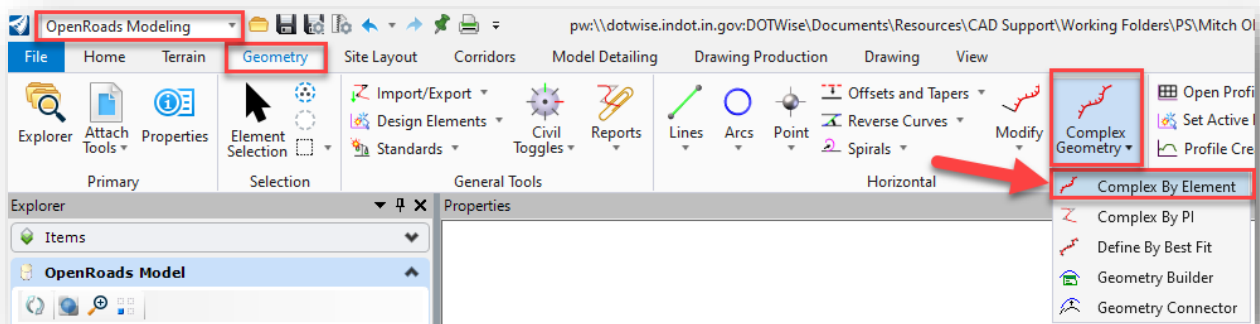 OpenRoads Modeling
pw:\\dotwise.indot.in.gov:DOTWise\Documents\Resources\CAD Support\Working Folders\PS\Mitch Ol
File Home Terrain Geometry Site Layout Corridors Model Detailing Drawing Production Drawing View
Import/Export Offsets and Tapers Open Profi
Design Elements Reverse Curves Set Active
Standards Spirals Profile Cre
Explorer Attach Tools Properties Element Selection Civil Toggles Reports Lines Arcs Point Modify Complex Geometry
Primary Selection General Tools Horizontal
Complex By Element
Complex By PI
Define By Best Fit
Geometry Builder
Geometry Connector
Explorer Properties
Items
OpenRoads Model